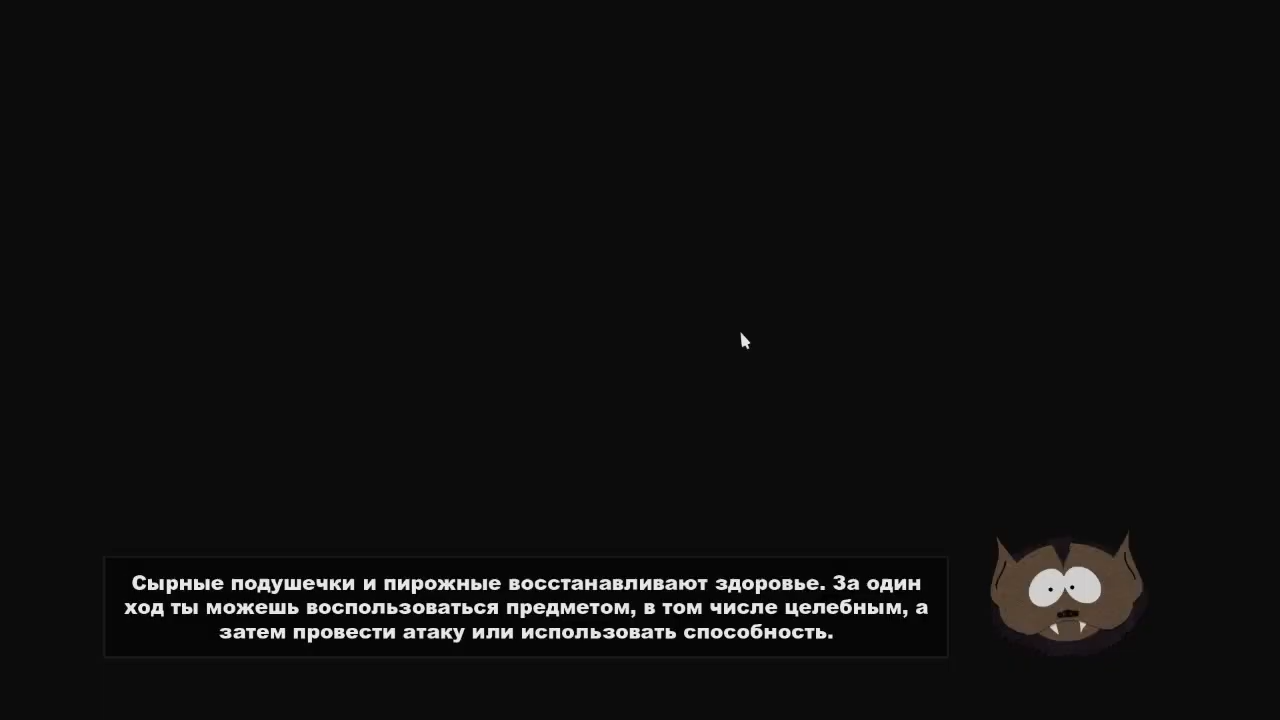 Сырные подушечки и пирожные восстанавливают здоровье. За один
ход ты можешь воспользоваться предметом, в том числе целебным, а
затем провести атаку или использовать способность.